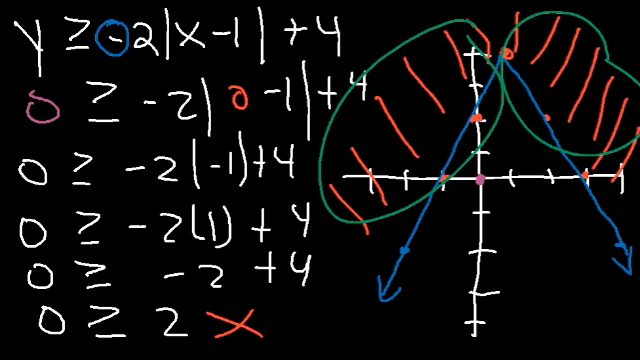 y ≥ -2|x-1|+4
0 ≥ -2|0-1|+4
0 ≥ -2|-1|+4
0 ≥ -2(1)+4
0 ≥ -2+4
0 ≥ 2 ×